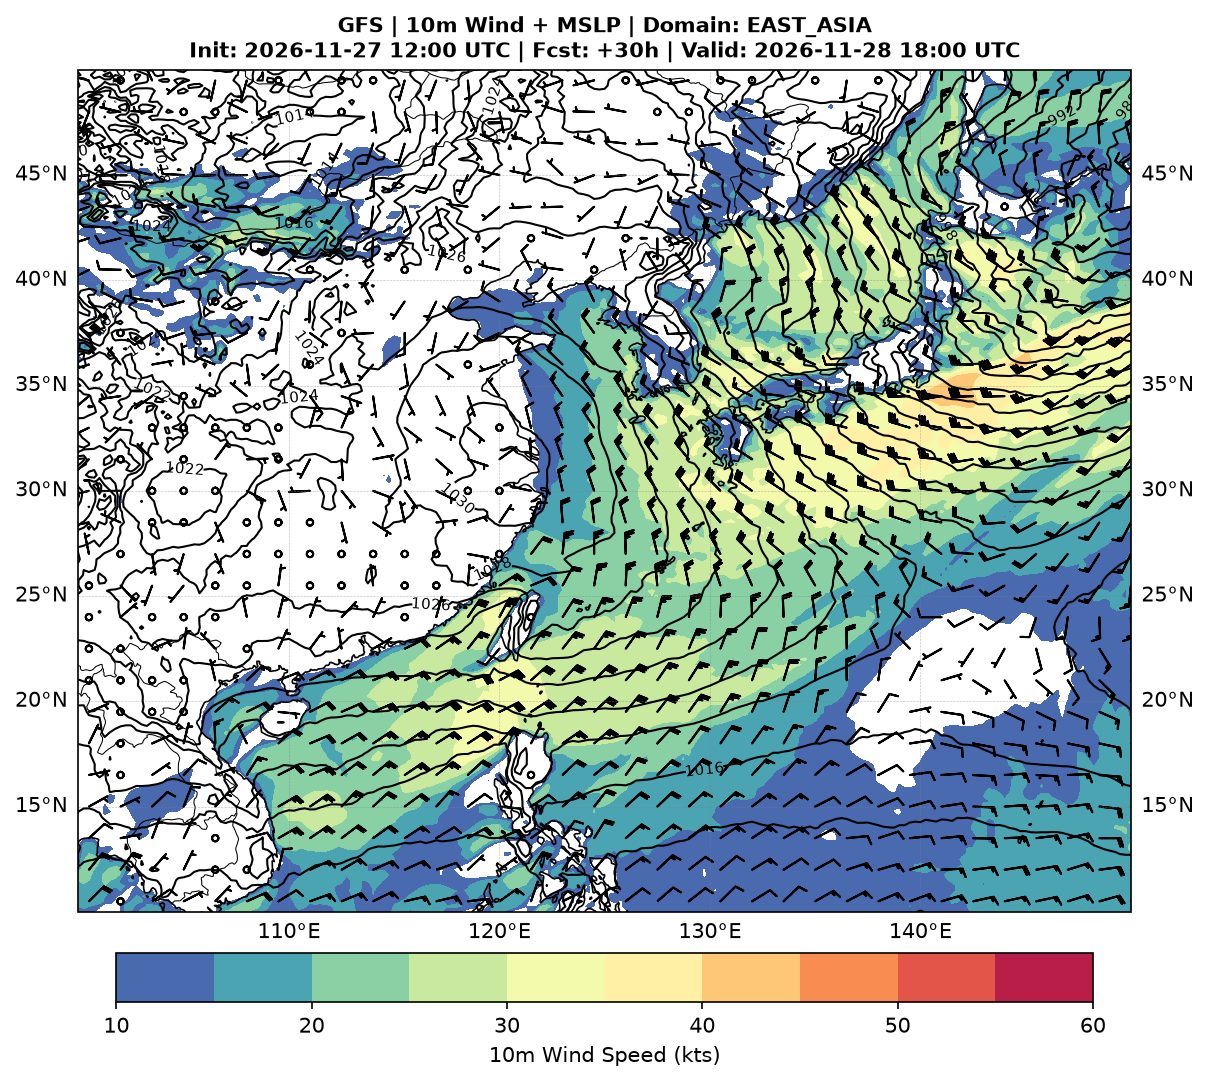 GFS | 10m Wind + MSLP | Domain: EAST_ASIA
Init: 2026-11-27 12:00 UTC | Fcst: +30h | Valid: 2026-11-28 18:00 UTC
1024
992
1016
1024
1016
1026
45°N
45°N
40°N
40°N
1024
1024
35°N
35°N
1022
1030
30°N
30°N
1026
25°N
25°N
20°N
20°N
1016
15°N
15°N
110°E
120°E
130°E
140°E
10
20
30
40
50
60
10m Wind Speed (kts)